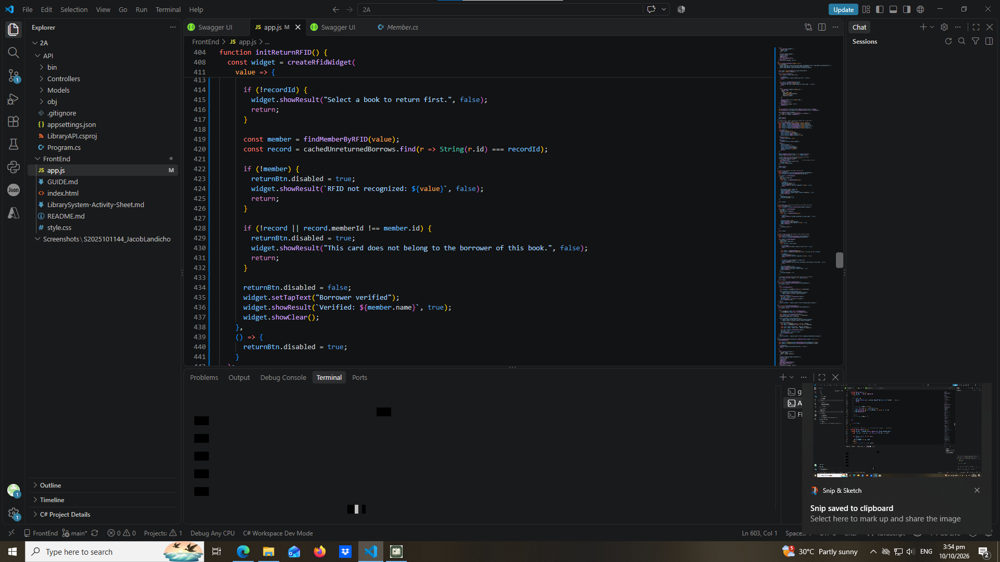 File Edit Selection View Go Run Terminal Help
2A
Update
Explorer
2A
API
bin
Controllers
Models
obj
.gitignore
appsettings.json
LibraryAPI.csproj
Program.cs
FrontEnd
JS app.js M
GUIDE.md
index.html
LibrarySystem-Activity-Sheet.md
README.md
style.css
Screenshots\S2025101144_JacobLandicho
Outline
Timeline
C# Project Details
Swagger UI
JS app.js M
Swagger UI
Member.cs
FrontEnd > JS app.js > ...
404 function initReturnRFID() {
408 const widget = createRfidWidget(
411 value => {
413
414 if (!recordId) {
415 widget.showResult("Select a book to return first.", false);
416 return;
417 }
418
419 const member = findMemberByRFID(value);
420 const record = cachedUnreturnedBorrows.find(r => String(r.id) === recordId);
421
422 if (!member) {
423 returnBtn.disabled = true;
424 widget.showResult(`RFID not recognized: ${value}`, false);
425 return;
426 }
427
428 if (!record || record.memberId !== member.id) {
429 returnBtn.disabled = true;
430 widget.showResult("This card does not belong to the borrower of this book.", false);
431 return;
432 }
433
434 returnBtn.disabled = false;
435 widget.setTapText("Borrower verified");
436 widget.showResult(`Verified: ${member.name}`, true);
437 widget.showClear();
438 },
439 () => {
440 returnBtn.disabled = true;
441 }
Problems Output Debug Console Terminal Ports
Chat
Sessions
Snip & Sketch
Snip saved to clipboard
Select here to mark up and share the image
FrontEnd main* 0 0 Projects: 1 Debug Any CPU C# Workspace Dev Mode
Ln 603, Col 1
Type here to search
30°C Partly sunny
ENG
3:54 pm
10/10/2026
2